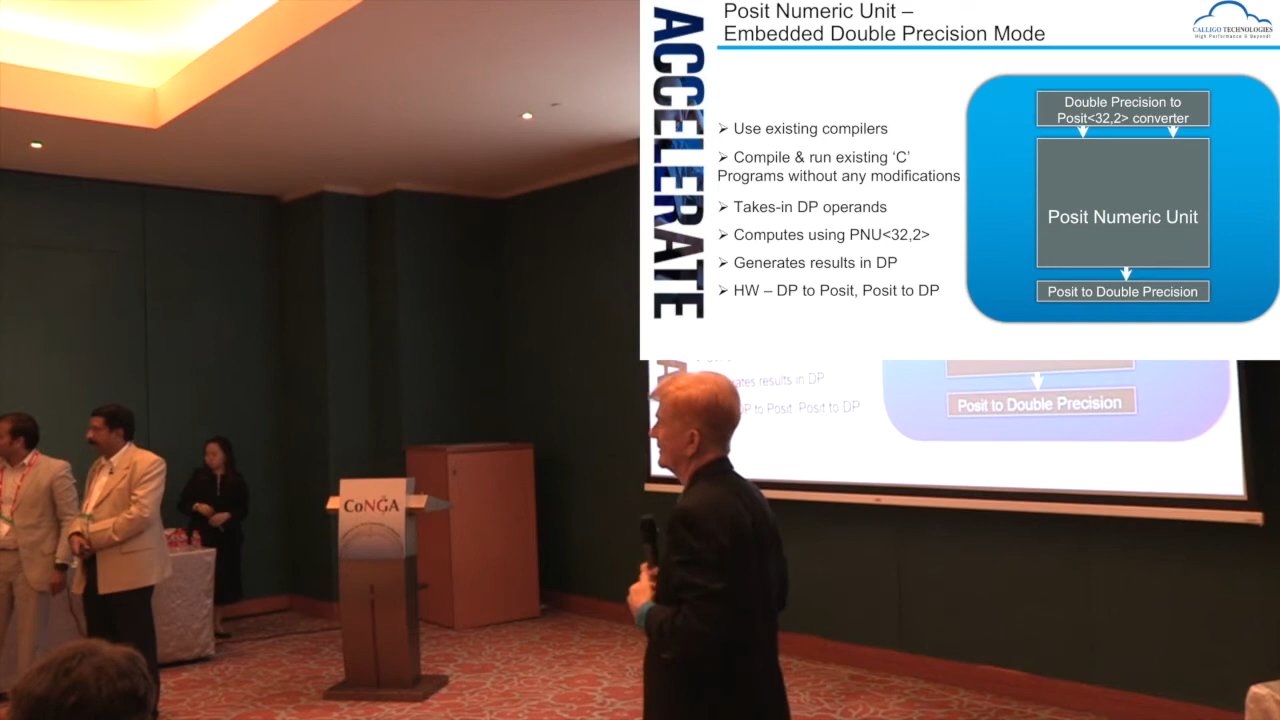 ACCELERATE
Posit Numeric Unit –
Embedded Double Precision Mode
CALLIGO TECHNOLOGIES
High Performance & Beyond!
➢ Use existing compilers
➢ Compile & run existing ‘C’
Programs without any modifications
➢ Takes-in DP operands
➢ Computes using PNU<32,2>
➢ Generates results in DP
➢ HW – DP to Posit, Posit to DP
Double Precision to
Posit<32,2> converter
Posit Numeric Unit
Posit to Double Precision
results in DP
to Posit Posit to DP
Posit to Double Precision
CoNGA